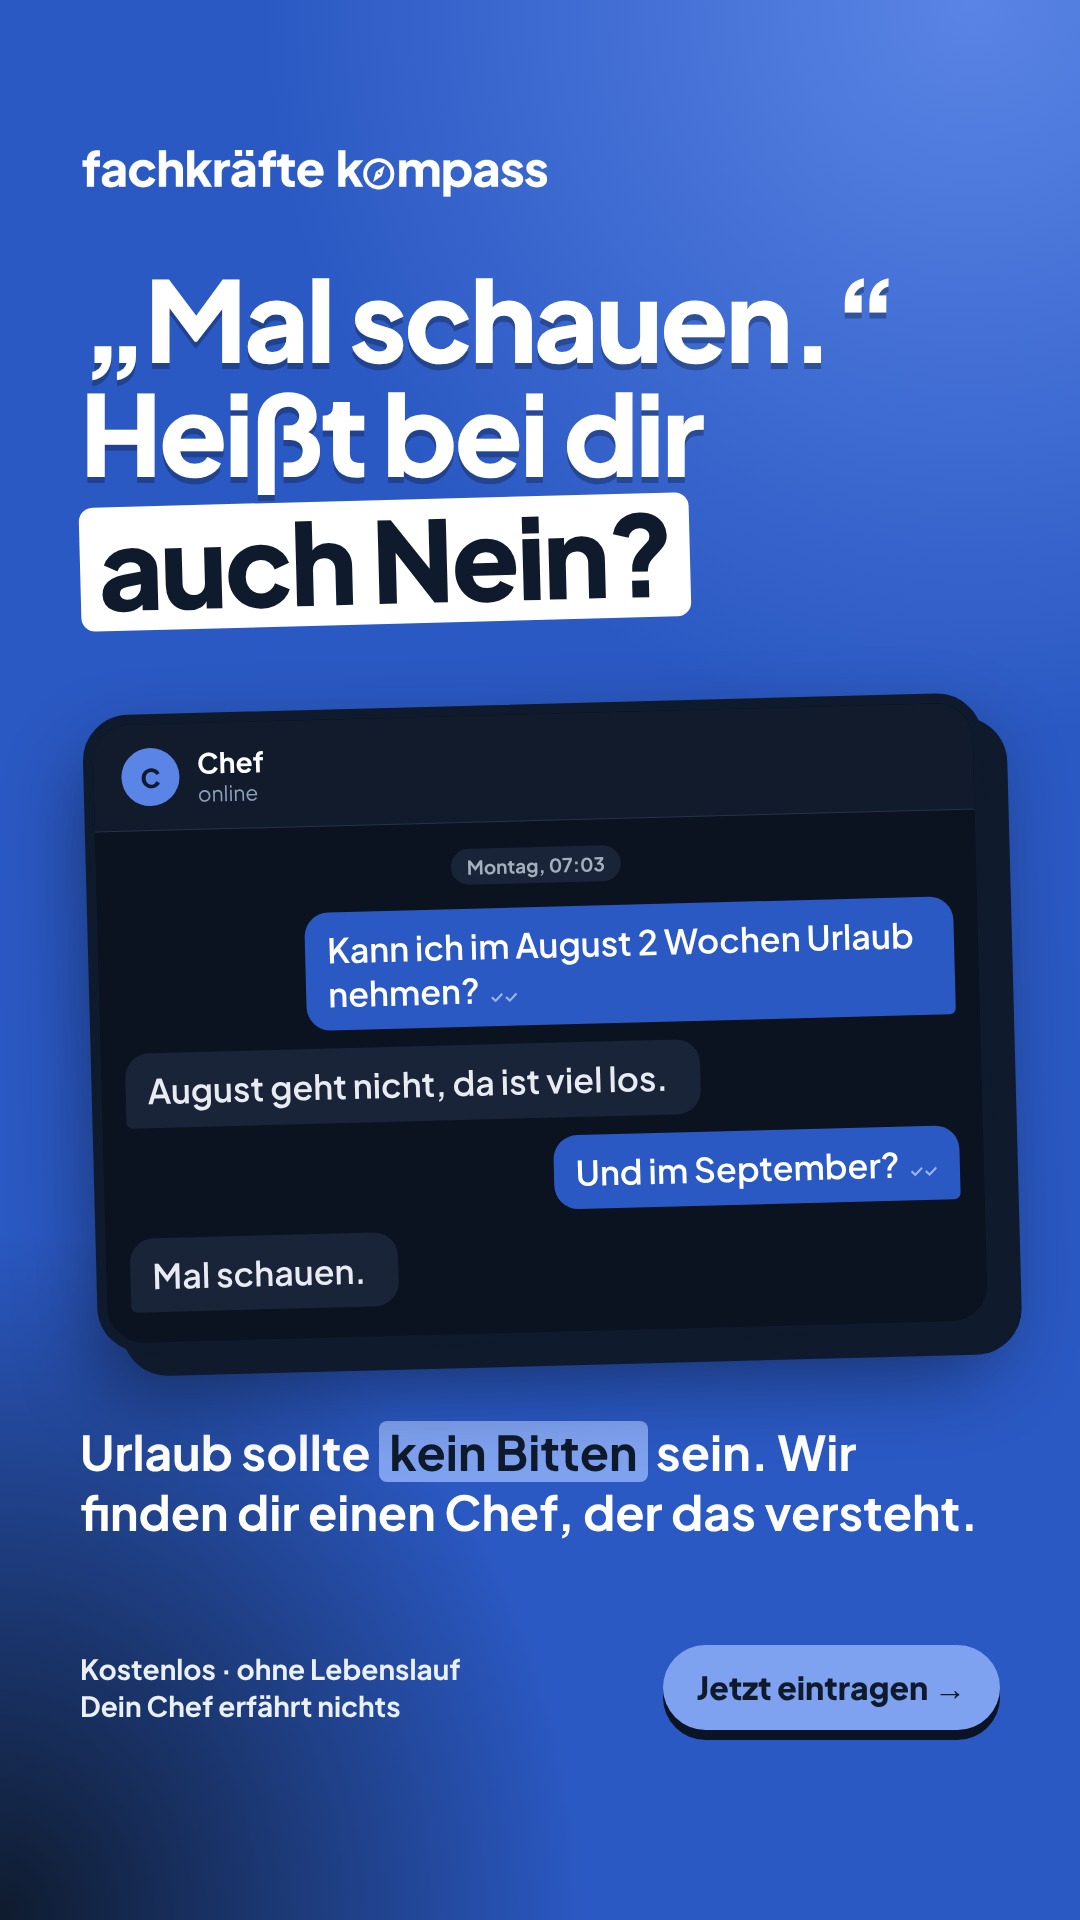 fachkräfte kompass
„Mal schauen.“
Heißt bei dir
auch Nein?
C
Chef
online
Montag, 07:03
Kann ich im August 2 Wochen Urlaub
nehmen? ✓✓
August geht nicht, da ist viel los.
Und im September? ✓✓
Mal schauen.
Urlaub sollte kein Bitten sein. Wir
finden dir einen Chef, der das versteht.
Kostenlos · ohne Lebenslauf
Dein Chef erfährt nichts
Jetzt eintragen →